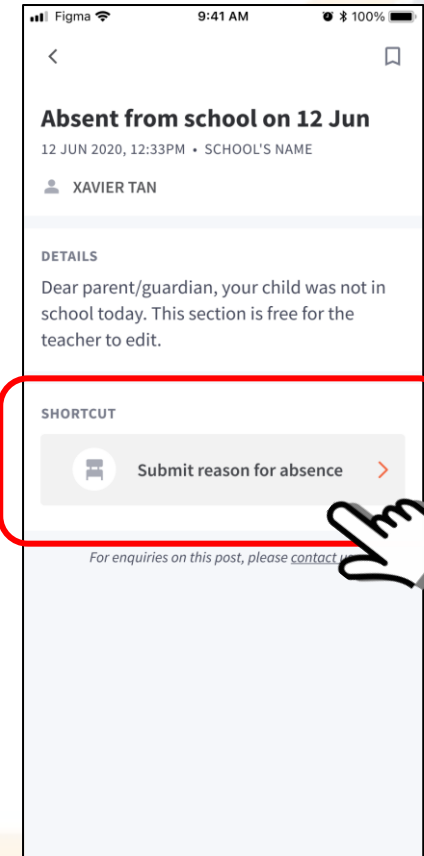 Figma 9:41 AM 100%
Absent from school on 12 Jun
12 JUN 2020, 12:33PM • SCHOOL'S NAME
XAVIER TAN
DETAILS
Dear parent/guardian, your child was not in
school today. This section is free for the
teacher to edit.
SHORTCUT
Submit reason for absence
For enquiries on this post, please contact